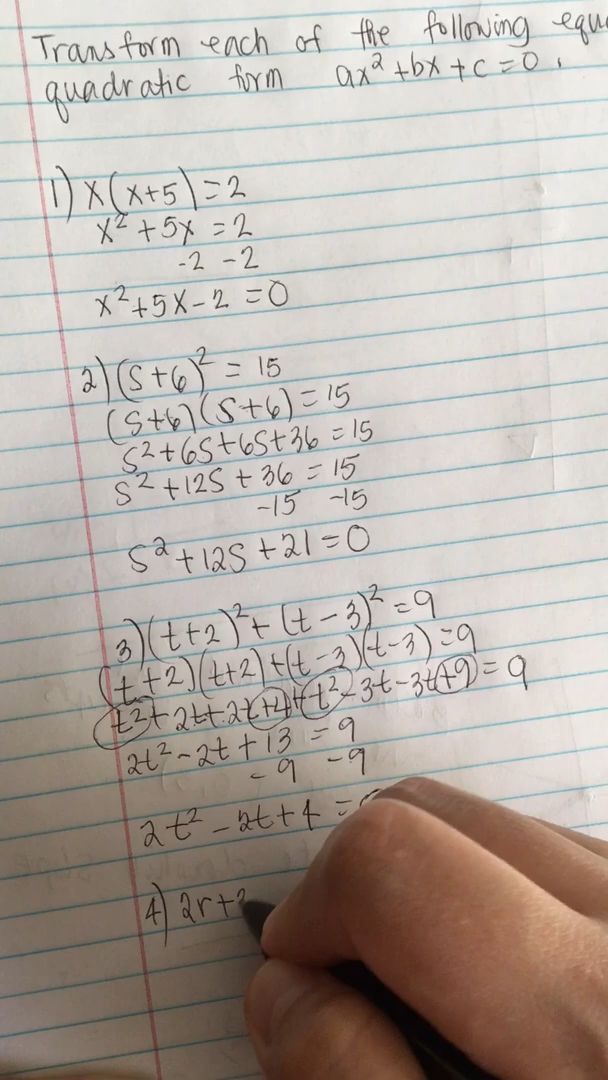 Transform each of the following equ
quadratic form ax² + bx + c = 0.
1) x(x+5) = 2
x² + 5x = 2
-2 -2
x² + 5x - 2 = 0
2) (s+6)² = 15
(s+6)(s+6) = 15
s² + 6s + 6s + 36 = 15
s² + 12s + 36 = 15
-15 -15
s² + 12s + 21 = 0
3) (t+2)² + (t-3)² = 9
(t+2)(t+2) + (t-3)(t-3) = 9
t² + 2t + 2t + 4 + t² - 3t - 3t + 9 = 9
2t² - 2t + 13 = 9
- 9 - 9
2t² - 2t + 4 =
4) 2r +